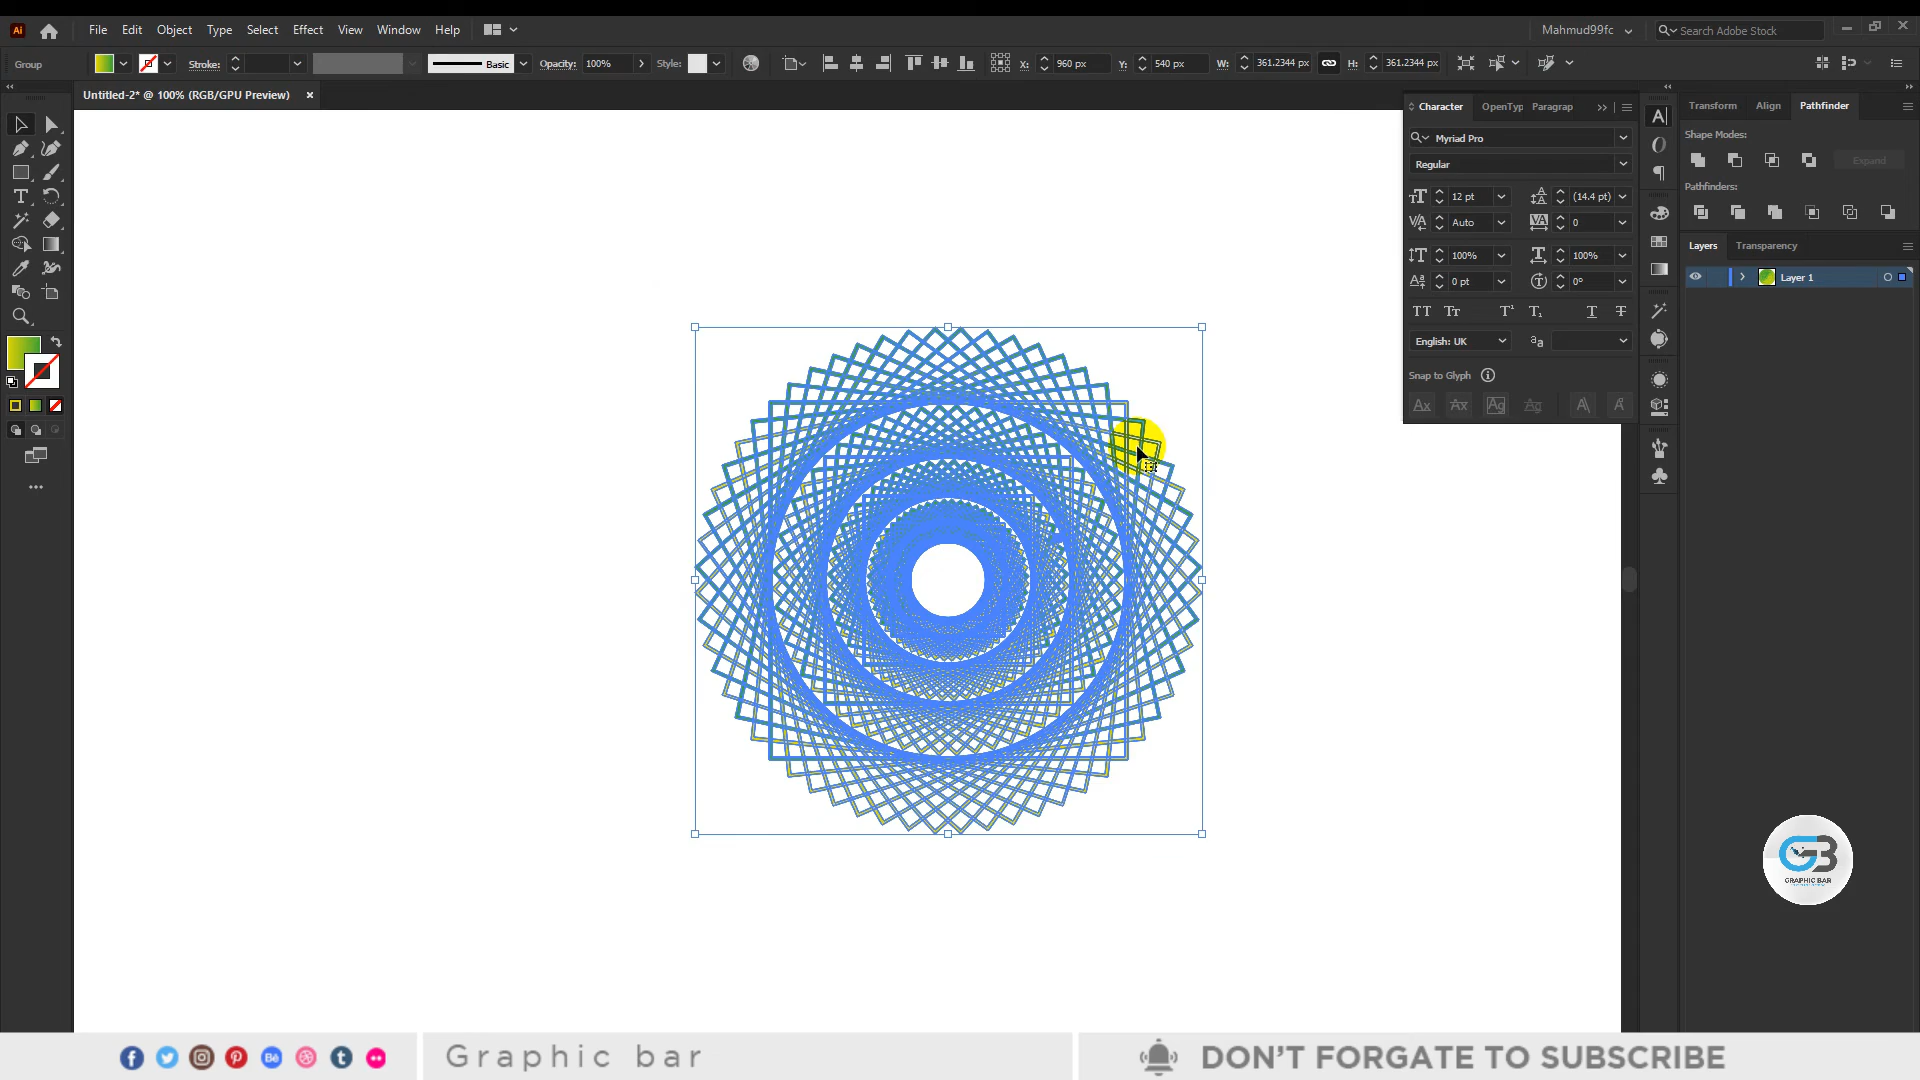 Ai File Edit Object Type Select Effect View Window Help Mahmud99fc Search Adobe Stock
Group Stroke: Basic Opacity: 100% Style: X: 960 px Y: 540 px W: 361.2344 px H: 361.2344 px
Untitled-2* @ 100% (RGB/GPU Preview) ×
Character OpenTyp Paragrap
Myriad Pro
Regular
12 pt (14.4 pt)
Auto 0
100% 100%
0 pt 0°
English: UK
Snap to Glyph
Transform Align Pathfinder
Shape Modes:
Expand
Pathfinders:
Layers Transparency
Layer 1
GRAPHIC BAR
Graphic bar
DON'T FORGATE TO SUBSCRIBE